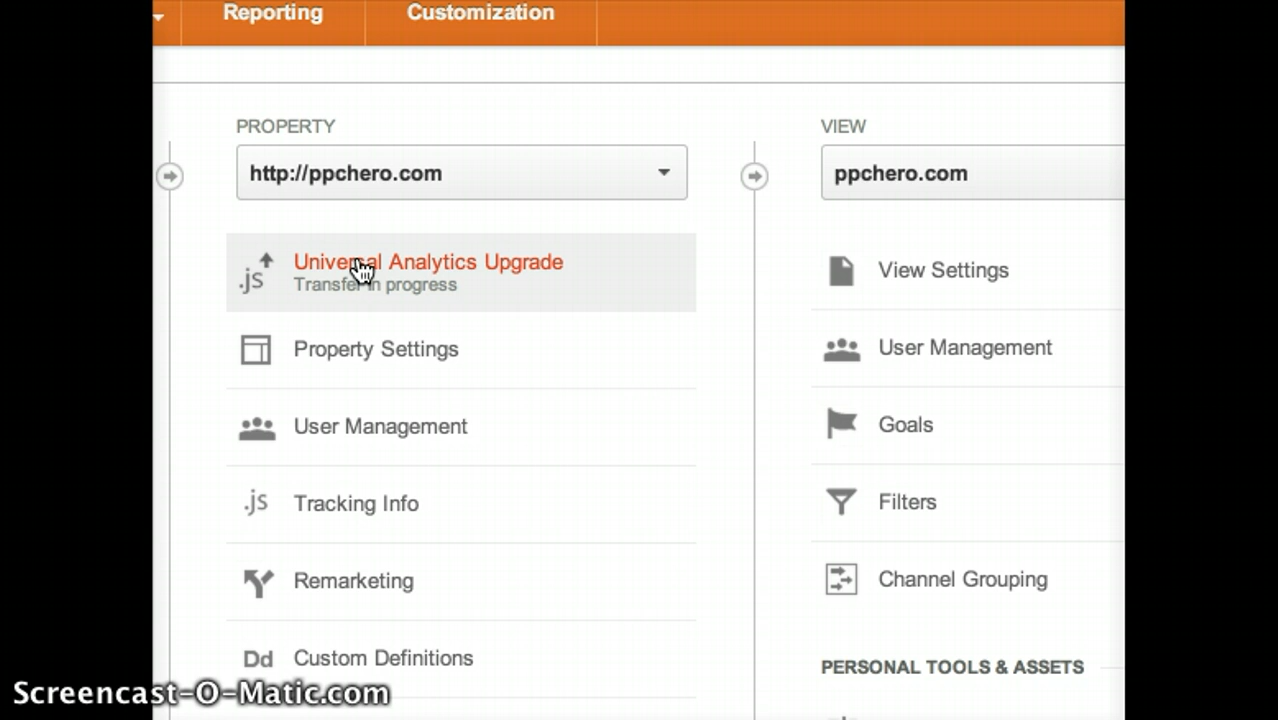 Reporting
Customization
PROPERTY
http://ppchero.com
.js
Universal Analytics Upgrade
Transfer in progress
Property Settings
User Management
.js
Tracking Info
Remarketing
Dd
Custom Definitions
VIEW
ppchero.com
View Settings
User Management
Goals
Filters
Channel Grouping
PERSONAL TOOLS & ASSETS
Screencast-O-Matic.com